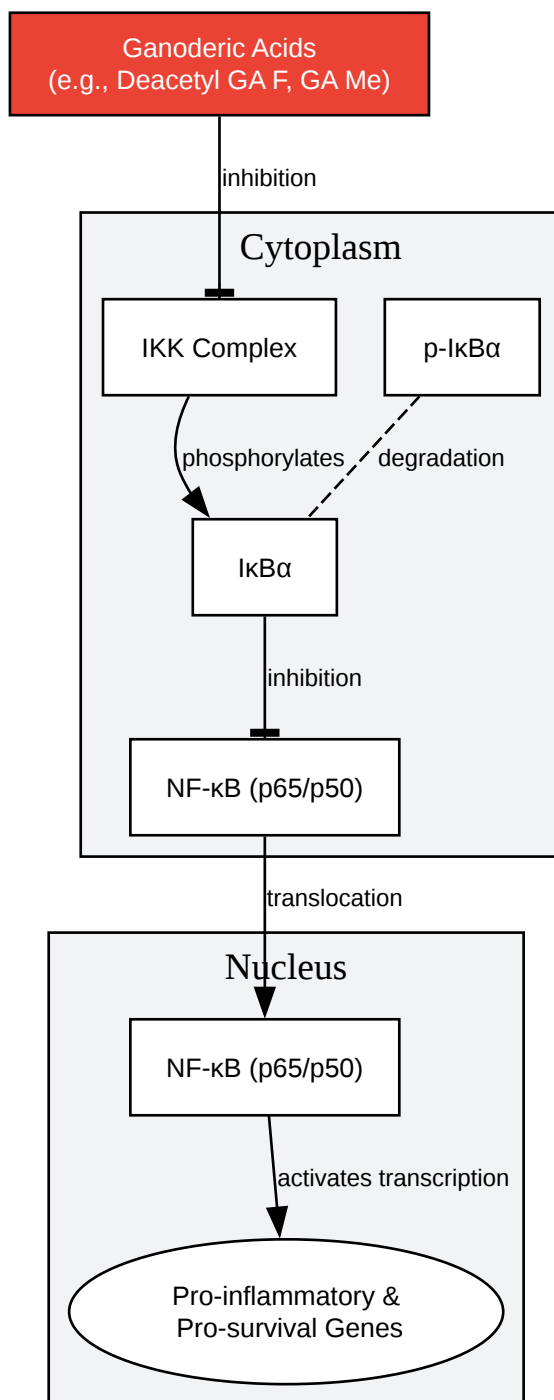 Ganoderic Acids
(e.g., Deacetyl GA F, GA Me)
inhibition
Cytoplasm
IKK Complex
p-IκBα
phosphorylates
degradation
IκBα
inhibition
NF-κB (p65/p50)
translocation
Nucleus
NF-κB (p65/p50)
activates transcription
Pro-inflammatory &
Pro-survival Genes